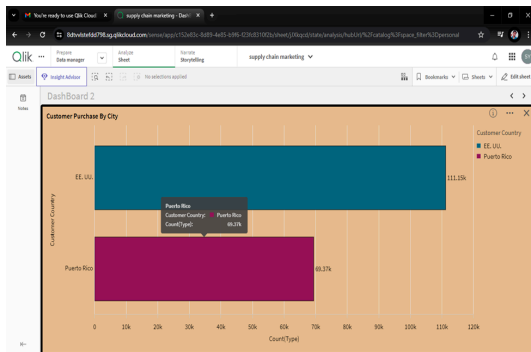 You're ready to use Qlik Cloud
supply chain marketing - Dashb
Qlik
Prepare
Data manager
Analyze
Sheet
Narrate
Storytelling
supply chain marketing
Assets
Insight Advisor
No selections applied
Bookmarks
Sheets
Edit sheet
Notes
DashBoard 2
Customer Purchase By City
Customer Country
EE. UU.
Puerto Rico
Customer Country
EE. UU.
111.15k
Puerto Rico
Customer Country: Puerto Rico
Count(Type): 69.37k
Puerto Rico
69.37k
0 10k 20k 30k 40k 50k 60k 70k 80k 90k 100k 110k 120k
Count(Type)